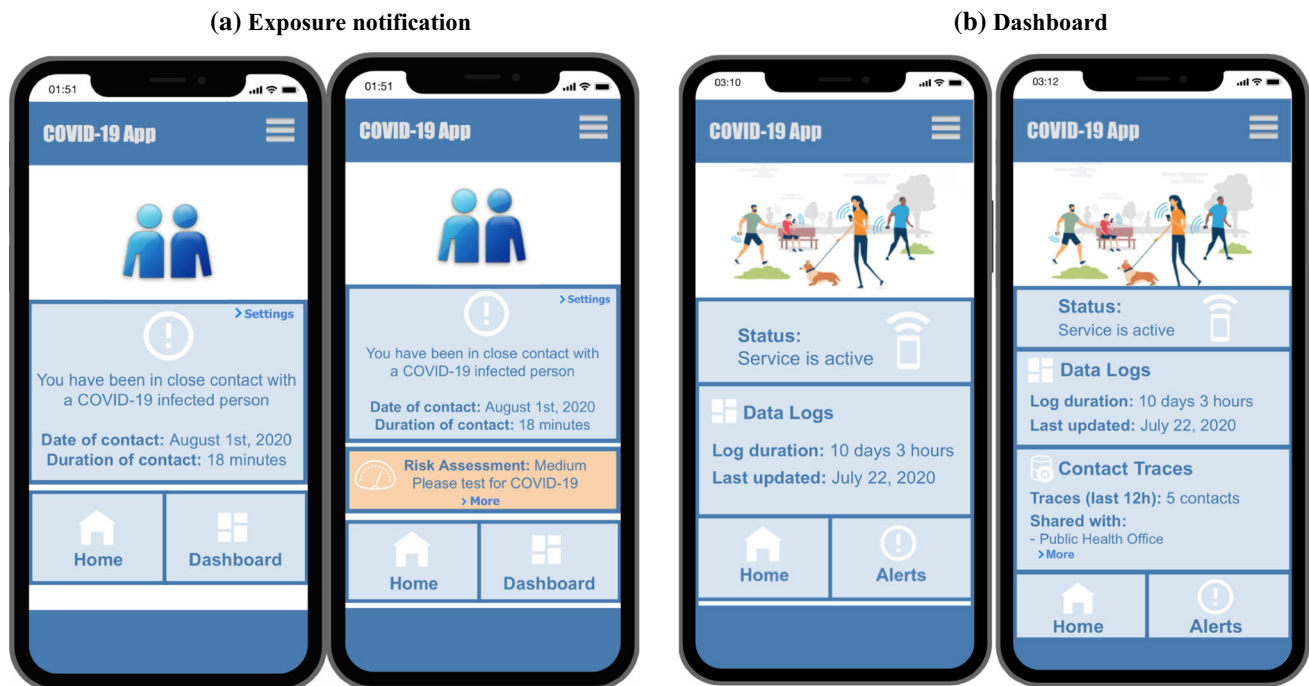 (a) Exposure notification
(b) Dashboard
01:51
COVID-19 App
> Settings
You have been in close contact with
a COVID-19 infected person
Date of contact: August 1st, 2020
Duration of contact: 18 minutes
Home
Dashboard
01:51
COVID-19 App
> Settings
You have been in close contact with
a COVID-19 infected person
Date of contact: August 1st, 2020
Duration of contact: 18 minutes
Risk Assessment: Medium
Please test for COVID-19
> More
Home
Dashboard
03:10
COVID-19 App
Status:
Service is active
Data Logs
Log duration: 10 days 3 hours
Last updated: July 22, 2020
Home
Alerts
03:12
COVID-19 App
Status:
Service is active
Data Logs
Log duration: 10 days 3 hours
Last updated: July 22, 2020
Contact Traces
Traces (last 12h): 5 contacts
Shared with:
- Public Health Office
> More
Home
Alerts